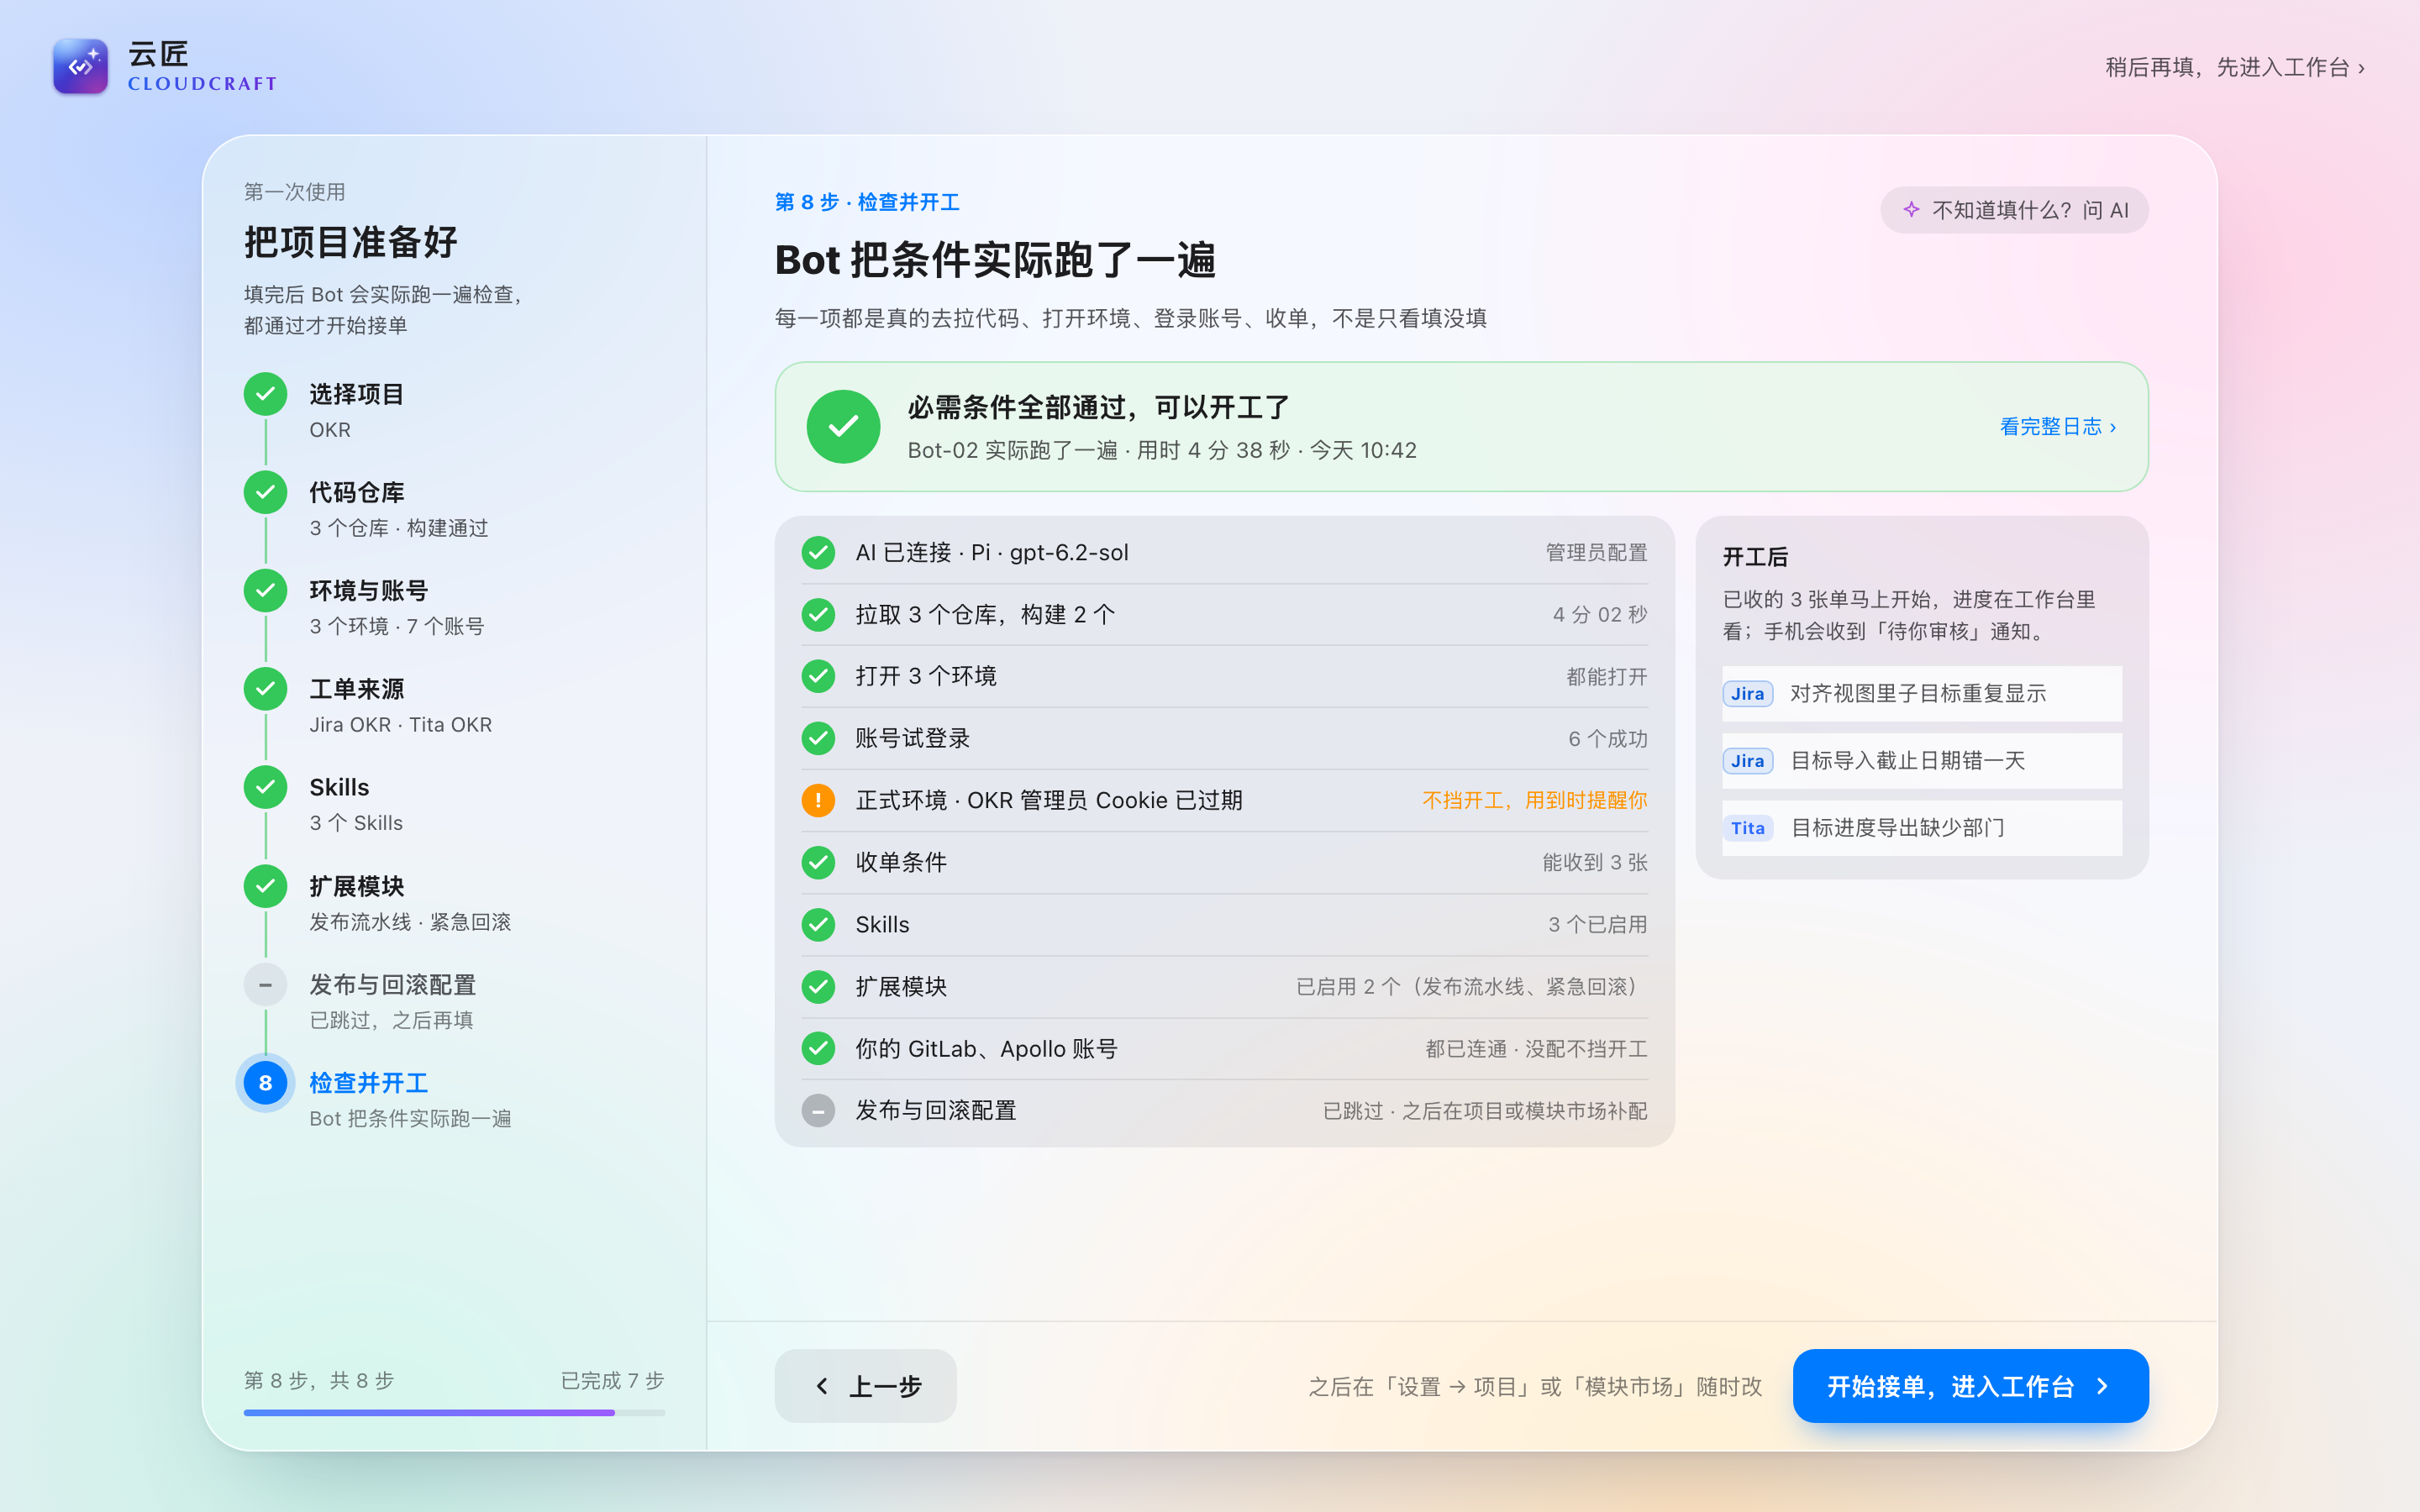 云匠
CLOUDCRAFT
稍后再填，先进入工作台 ›
第一次使用
把项目准备好
填完后 Bot 会实际跑一遍检查，
都通过才开始接单
选择项目
OKR
代码仓库
3 个仓库 · 构建通过
环境与账号
3 个环境 · 7 个账号
工单来源
Jira OKR · Tita OKR
Skills
3 个 Skills
扩展模块
发布流水线 · 紧急回滚
发布与回滚配置
已跳过，之后再填
8 检查并开工
Bot 把条件实际跑一遍
第 8 步，共 8 步 已完成 7 步
第 8 步 · 检查并开工
不知道填什么？问 AI
Bot 把条件实际跑了一遍
每一项都是真的去拉代码、打开环境、登录账号、收单，不是只看填没填
必需条件全部通过，可以开工了
Bot-02 实际跑了一遍 · 用时 4 分 38 秒 · 今天 10:42
看完整日志 ›
AI 已连接 · Pi · gpt-6.2-sol 管理员配置
拉取 3 个仓库，构建 2 个 4 分 02 秒
打开 3 个环境 都能打开
账号试登录 6 个成功
正式环境 · OKR 管理员 Cookie 已过期 不挡开工，用到时提醒你
收单条件 能收到 3 张
Skills 3 个已启用
扩展模块 已启用 2 个（发布流水线、紧急回滚）
你的 GitLab、Apollo 账号 都已连通 · 没配不挡开工
发布与回滚配置 已跳过 · 之后在项目或模块市场补配
开工后
已收的 3 张单马上开始，进度在工作台里
看；手机会收到「待你审核」通知。
Jira 对齐视图里子目标重复显示
Jira 目标导入截止日期错一天
Tita 目标进度导出缺少部门
上一步
之后在「设置 → 项目」或「模块市场」随时改
开始接单，进入工作台